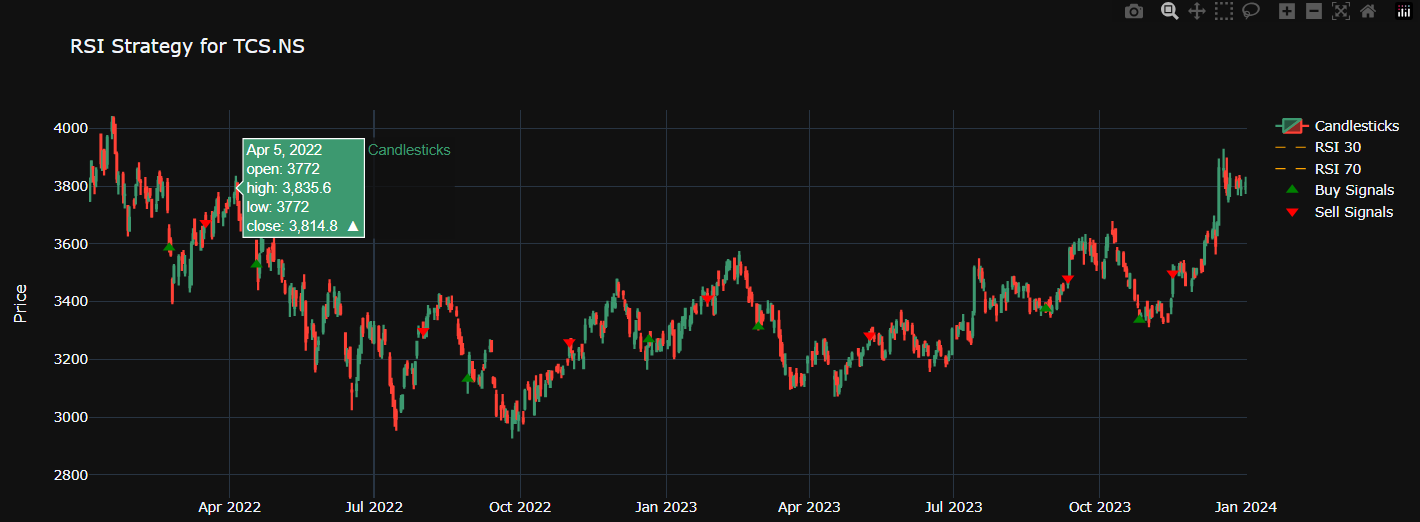 RSI Strategy for TCS.NS
4000
3800
3600
3400
3200
3000
2800
Price
Apr 5, 2022
open: 3772
high: 3,835.6
low: 3772
close: 3,814.8 ▲
Candlesticks
Apr 2022
Jul 2022
Oct 2022
Jan 2023
Apr 2023
Jul 2023
Oct 2023
Jan 2024
Candlesticks
RSI 30
RSI 70
Buy Signals
Sell Signals